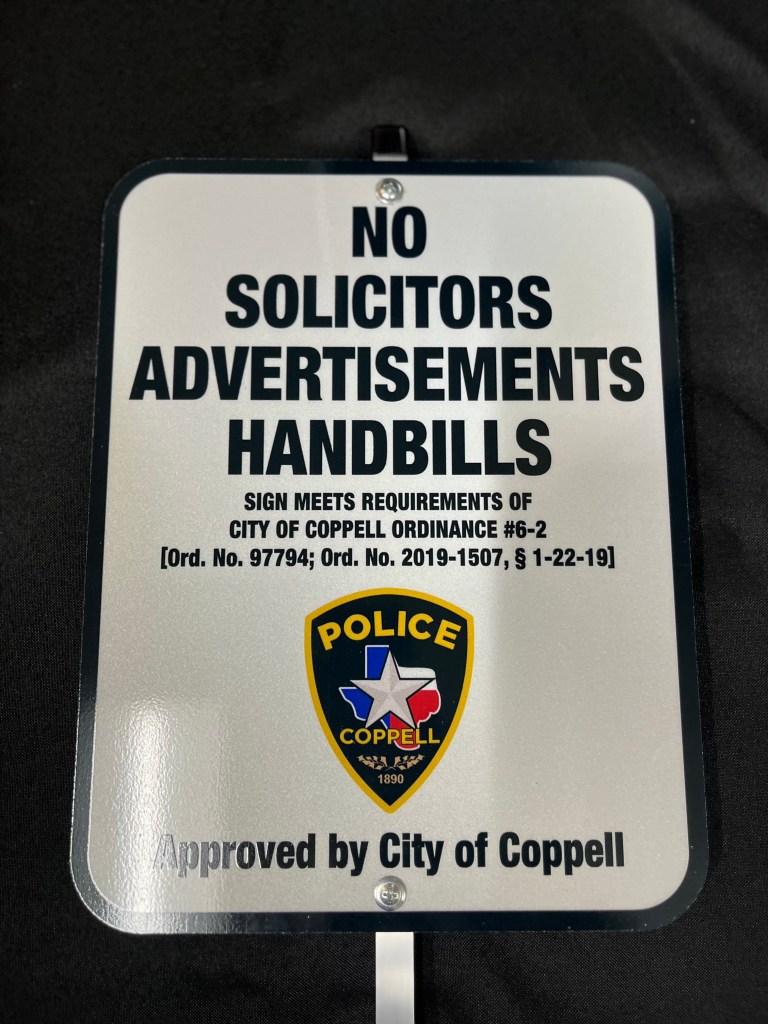 NO
SOLICITORS
ADVERTISEMENTS
HANDBILLS
SIGN MEETS REQUIREMENTS OF
CITY OF COPPELL ORDINANCE #6-2
[Ord. No. 97794; Ord. No. 2019-1507, § 1-22-19]
POLICE
COPPELL
1890
Approved by City of Coppell